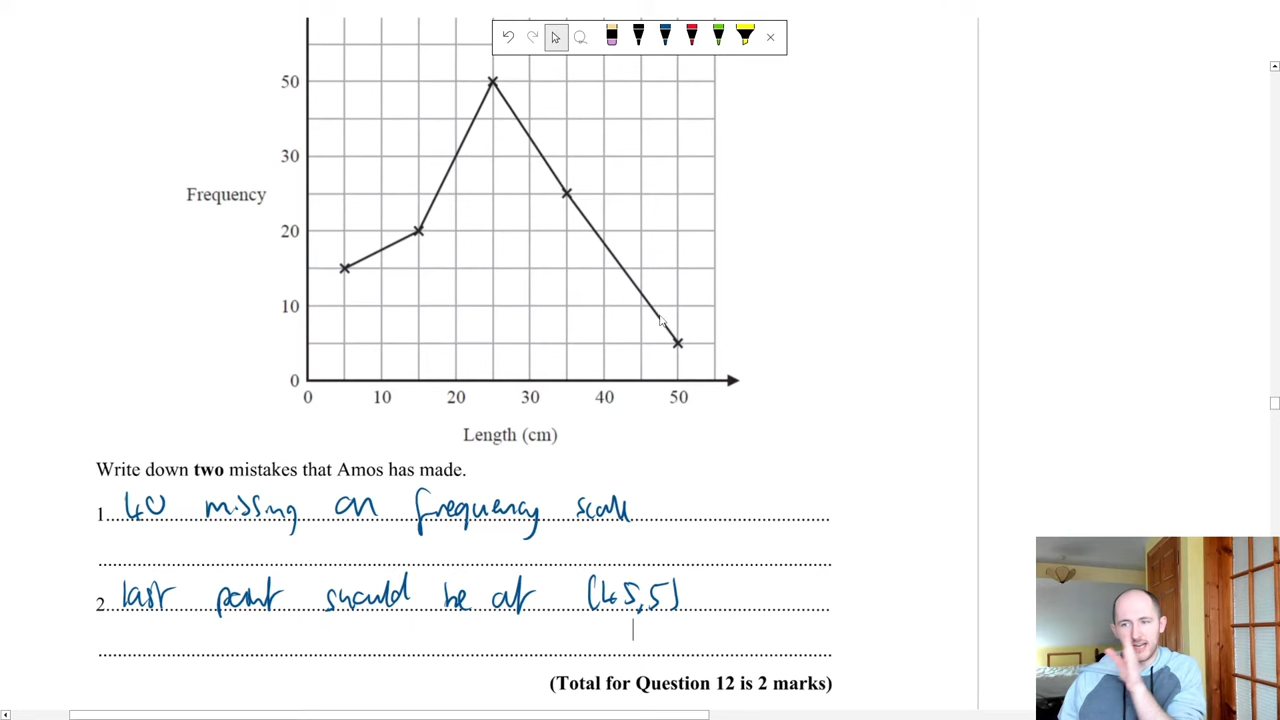 50
30
Frequency
20
10
0
0 10 20 30 40 50
Length (cm)
Write down two mistakes that Amos has made.
1. 40 missing on frequency scale
2. last point should be at (45,5)
(Total for Question 12 is 2 marks)